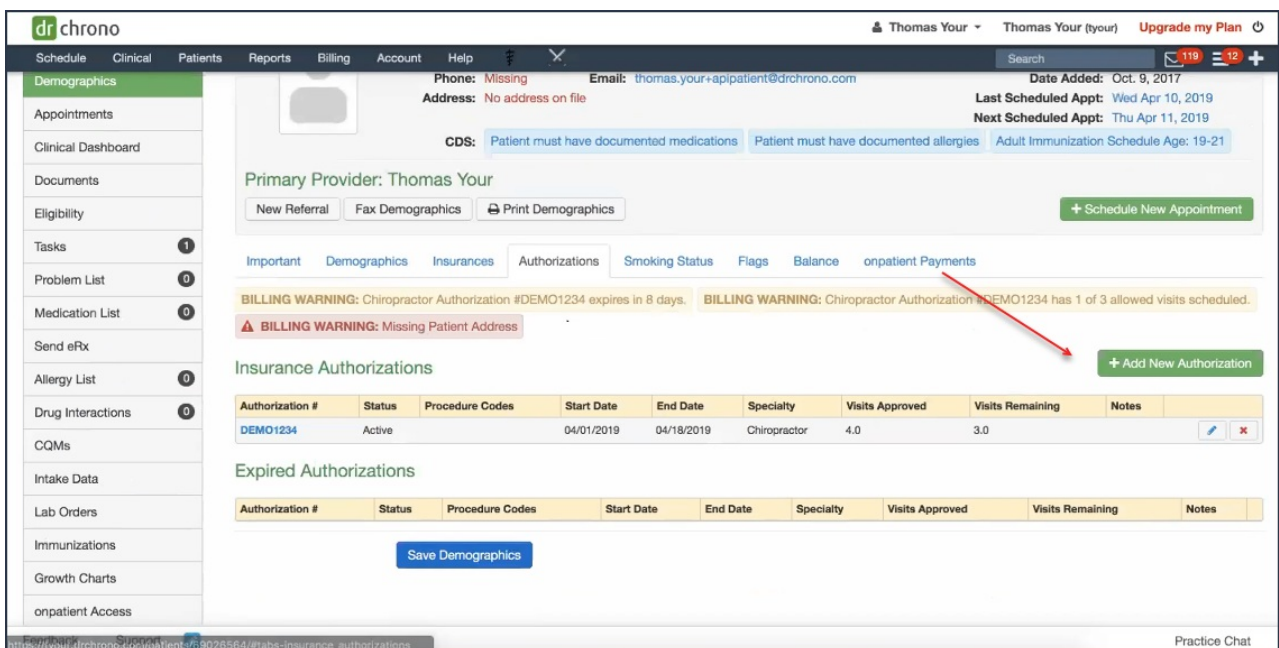 dr chrono
Thomas Your
Thomas Your (tyour)
Upgrade my Plan
Schedule Clinical Patients Reports Billing Account Help
Search
119
12
Demographics
Appointments
Clinical Dashboard
Documents
Eligibility
Tasks 1
Problem List 0
Medication List 0
Send eRx
Allergy List 0
Drug Interactions 0
CQMs
Intake Data
Lab Orders
Immunizations
Growth Charts
onpatient Access
Feedback Support
Phone: Missing Email: thomas.your+apipatient@drchrono.com Date Added: Oct. 9, 2017
Address: No address on file Last Scheduled Appt: Wed Apr 10, 2019
Next Scheduled Appt: Thu Apr 11, 2019
CDS: Patient must have documented medications Patient must have documented allergies Adult Immunization Schedule Age: 19-21
Primary Provider: Thomas Your
New Referral Fax Demographics Print Demographics + Schedule New Appointment
Important Demographics Insurances Authorizations Smoking Status Flags Balance onpatient Payments
BILLING WARNING: Chiropractor Authorization #DEMO1234 expires in 8 days. BILLING WARNING: Chiropractor Authorization #DEMO1234 has 1 of 3 allowed visits scheduled.
BILLING WARNING: Missing Patient Address
Insurance Authorizations
+ Add New Authorization
Authorization # Status Procedure Codes Start Date End Date Specialty Visits Approved Visits Remaining Notes
DEMO1234 Active 04/01/2019 04/18/2019 Chiropractor 4.0 3.0
Expired Authorizations
Authorization # Status Procedure Codes Start Date End Date Specialty Visits Approved Visits Remaining Notes
Save Demographics
Practice Chat